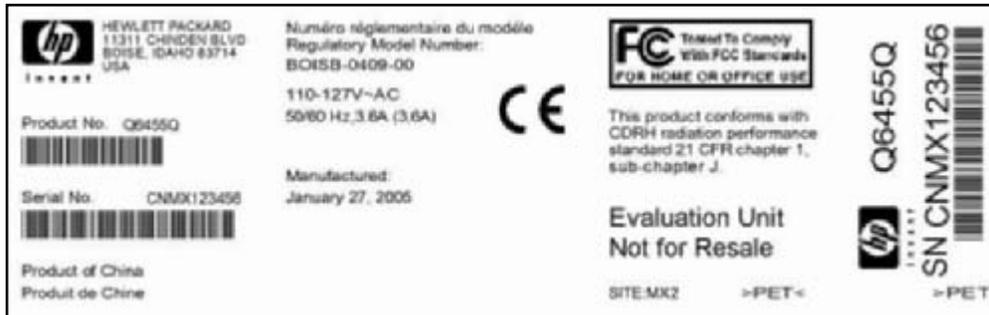 hp
invent
HEWLETT PACKARD
11311 CHINDEN BLVD
BOISE, IDAHO 83714
USA
Product No. Q6455Q
Serial No. CNMX123456
Product of China
Produit de Chine
Numéro réglementaire du modéle
Regulatory Model Number:
BOISB-0409-00
110-127V~AC
50/60 Hz,3.6A (3,6A)
Manufactured:
January 27, 2005
CE
FC Tested To Comply
With FCC Standards
FOR HOME OR OFFICE USE
This product conforms with
CDRH radiation performance
standard 21 CFR chapter 1,
sub-chapter J.
Evaluation Unit
Not for Resale
SITE:MX2 >PET<
Q6455Q
SN CNMX123456
hp
invent
>PET